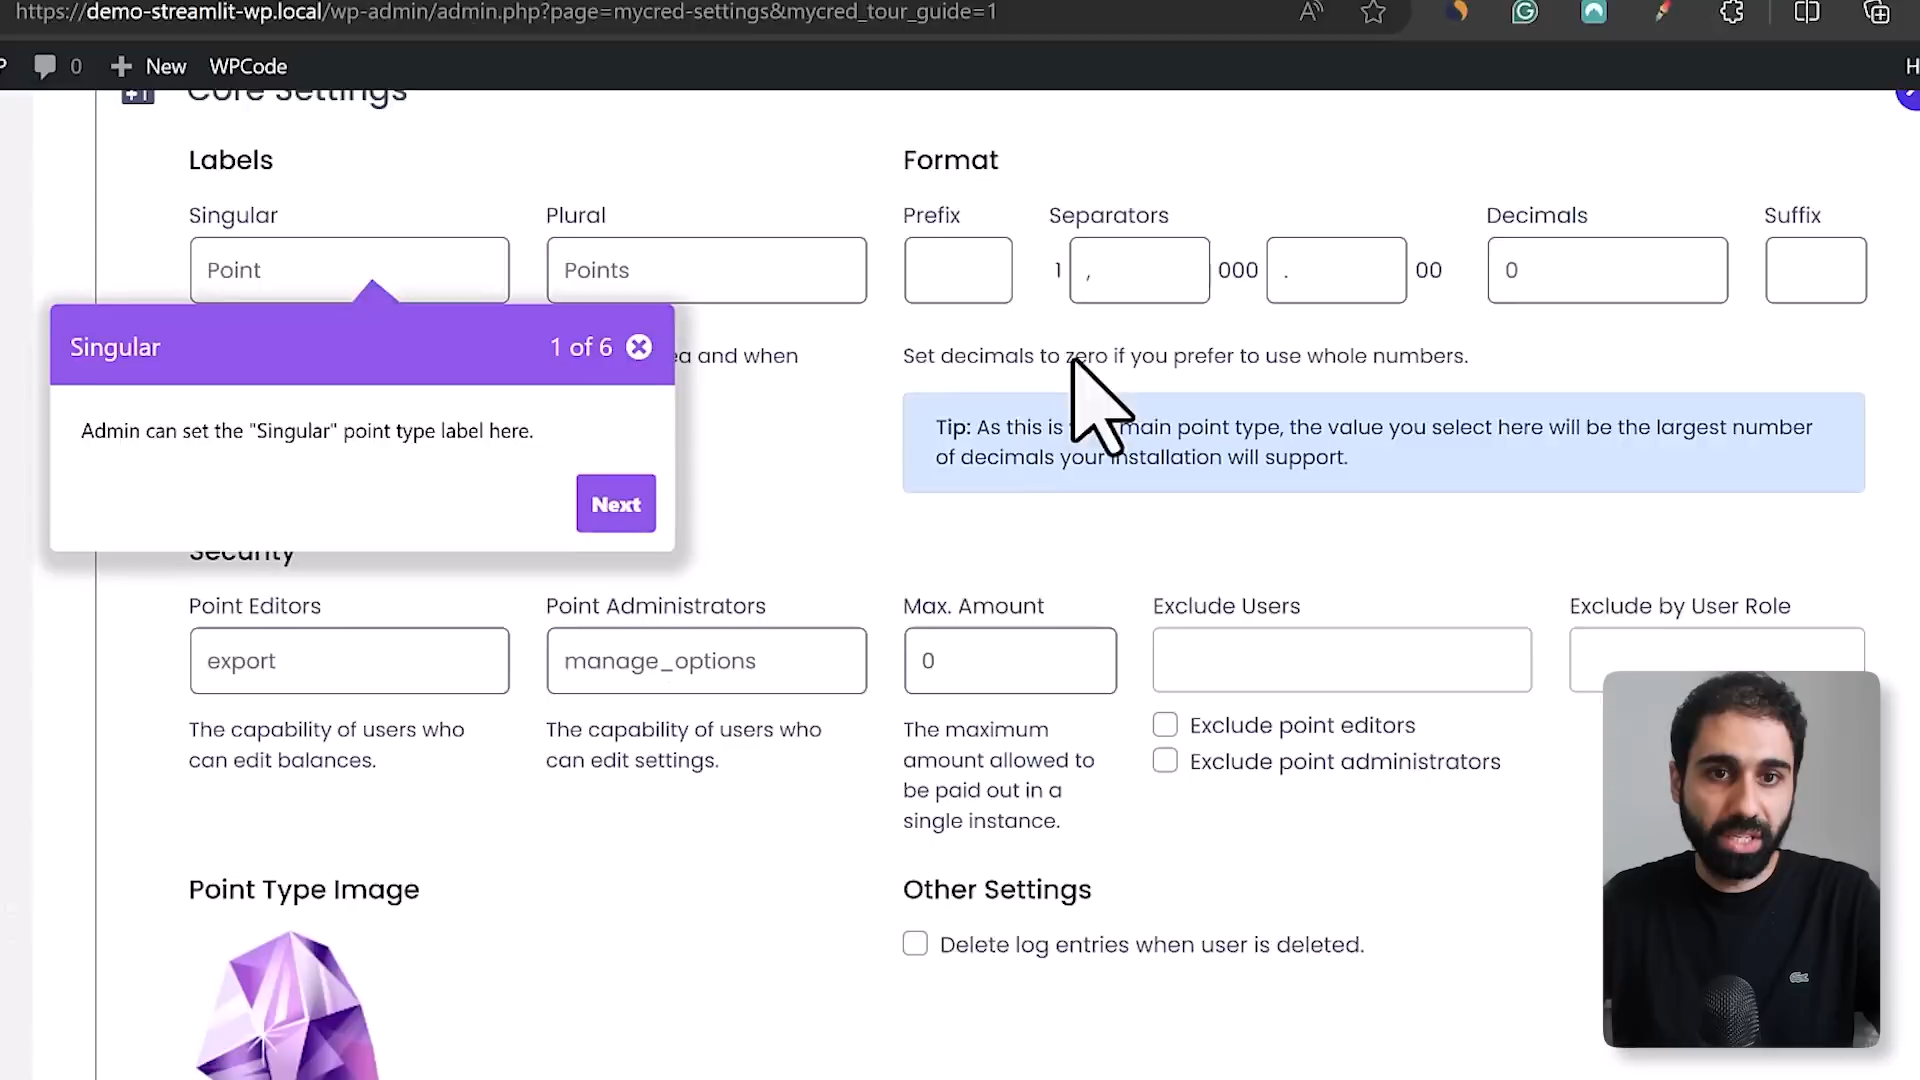 https://demo-streamlit-wp.local/wp-admin/admin.php?page=mycred-settings&mycred_tour_guide=1
0 New WPCode H
Core Settings
Labels
Format
Singular
Plural
Prefix
Separators
Decimals
Suffix
Point
Points
1 , 000 . 00
0
Singular 1 of 6
Admin can set the "Singular" point type label here.
Next
and when
Set decimals to zero if you prefer to use whole numbers.
Tip: As this is main point type, the value you select here will be the largest number
of decimals your installation will support.
Security
Point Editors
Point Administrators
Max. Amount
Exclude Users
Exclude by User Role
export
manage_options
0
The capability of users who
can edit balances.
The capability of users who
can edit settings.
The maximum
amount allowed to
be paid out in a
single instance.
Exclude point editors
Exclude point administrators
Point Type Image
Other Settings
Delete log entries when user is deleted.